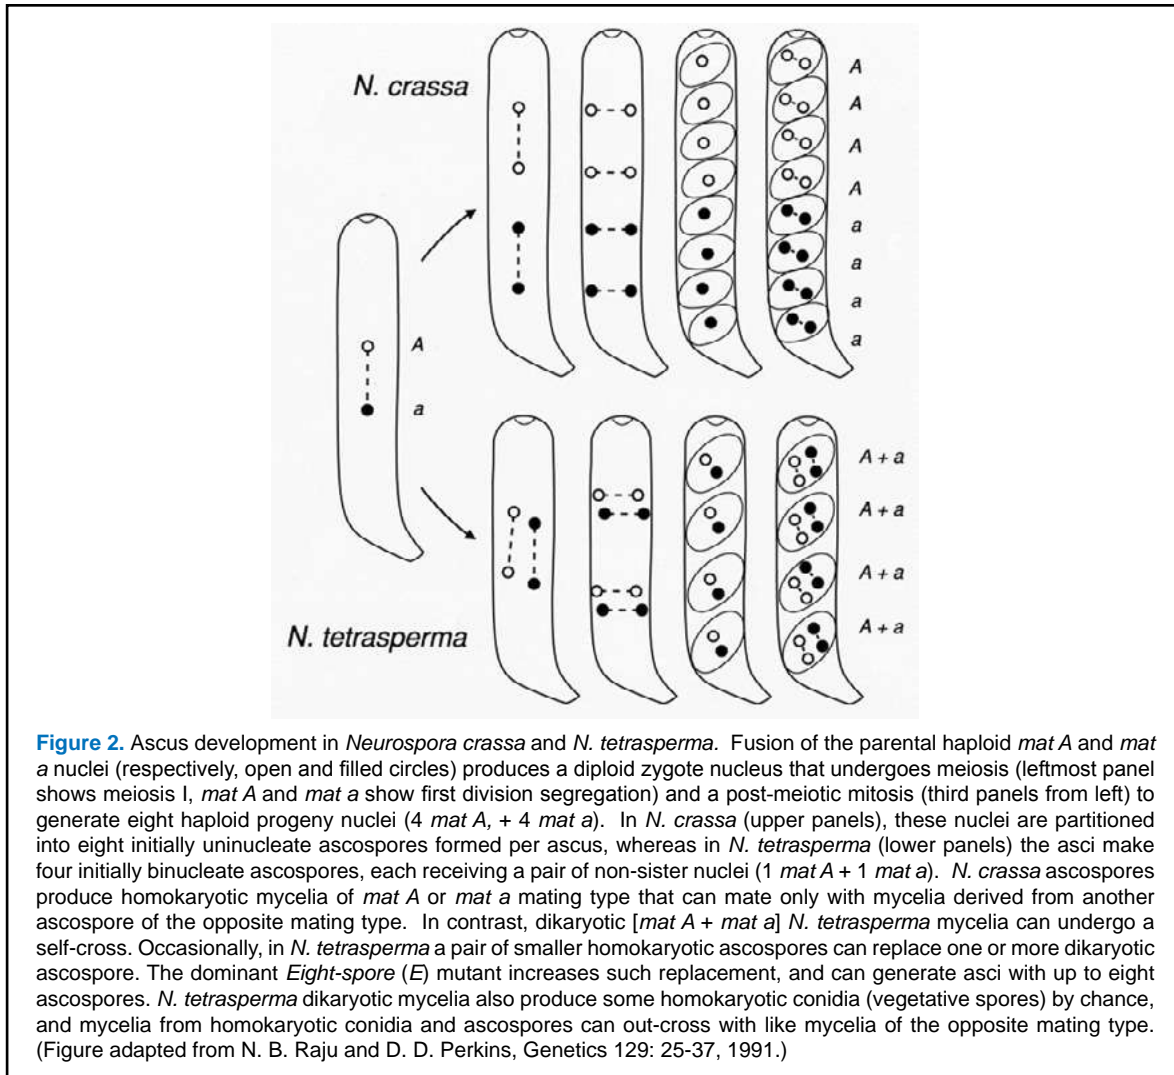 N. crassa
A
A
A
A
a
a
a
a
A
a
A + a
A + a
A + a
A + a
N. tetrasperma
Figure 2. Ascus development in Neurospora crassa and N. tetrasperma. Fusion of the parental haploid mat A and mat
a nuclei (respectively, open and filled circles) produces a diploid zygote nucleus that undergoes meiosis (leftmost panel
shows meiosis I, mat A and mat a show first division segregation) and a post-meiotic mitosis (third panels from left) to
generate eight haploid progeny nuclei (4 mat A, + 4 mat a). In N. crassa (upper panels), these nuclei are partitioned
into eight initially uninucleate ascospores formed per ascus, whereas in N. tetrasperma (lower panels) the asci make
four initially binucleate ascospores, each receiving a pair of non-sister nuclei (1 mat A + 1 mat a). N. crassa ascospores
produce homokaryotic mycelia of mat A or mat a mating type that can mate only with mycelia derived from another
ascospore of the opposite mating type. In contrast, dikaryotic [mat A + mat a] N. tetrasperma mycelia can undergo a
self-cross. Occasionally, in N. tetrasperma a pair of smaller homokaryotic ascospores can replace one or more dikaryotic
ascospore. The dominant Eight-spore (E) mutant increases such replacement, and can generate asci with up to eight
ascospores. N. tetrasperma dikaryotic mycelia also produce some homokaryotic conidia (vegetative spores) by chance,
and mycelia from homokaryotic conidia and ascospores can out-cross with like mycelia of the opposite mating type.
(Figure adapted from N. B. Raju and D. D. Perkins, Genetics 129: 25-37, 1991.)